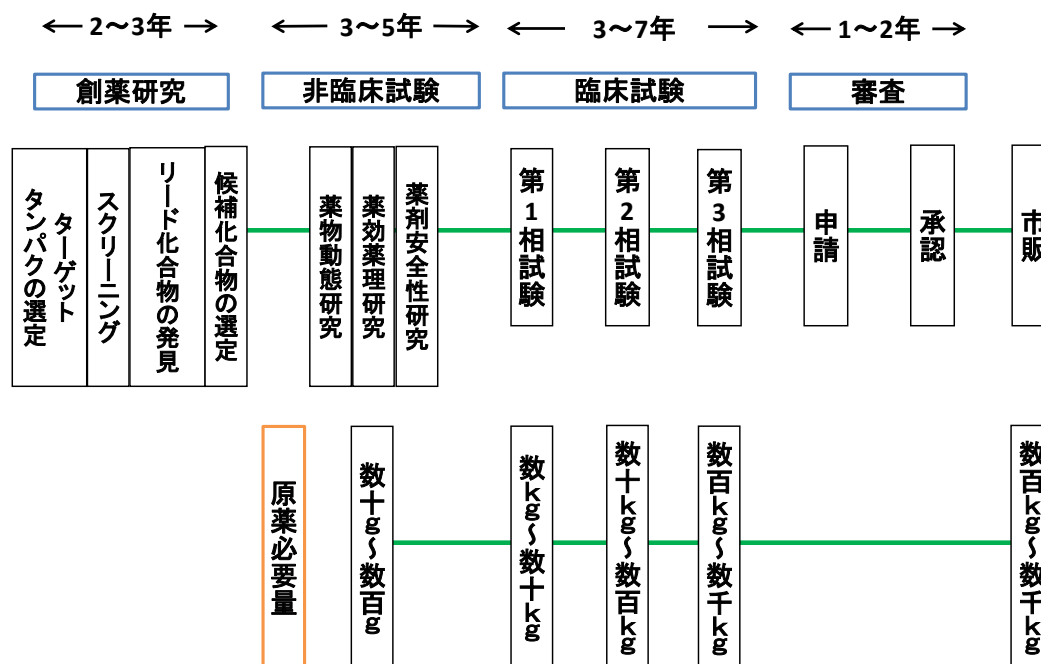 2～3年
3～5年
3～7年
1～2年
創薬研究
非臨床試験
臨床試験
審査
ターゲット
タンパクの選定
スクリーニング
リード化合物の発見
候補化合物の選定
薬物動態研究
薬効薬理研究
薬剤安全性研究
第1相試験
第2相試験
第3相試験
申請
承認
市販
原薬必要量
数十g～数百g
数kg～数十kg
数十kg～数百kg
数百kg～数千kg
数百kg～数千kg